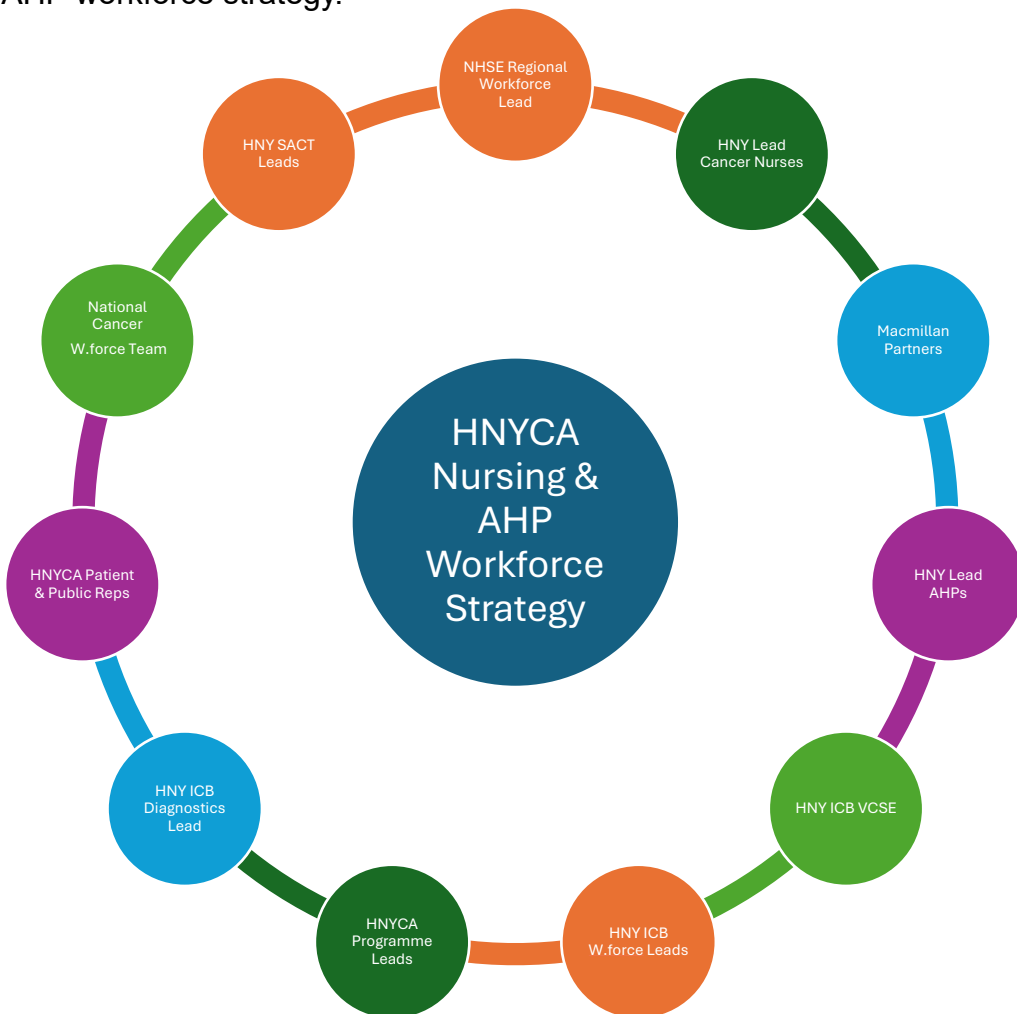 AHP workforce strategy.
NHSE Regional
Workforce
Lead
HNY Lead
Cancer Nurses
Macmillan
Partners
HNY Lead
AHPs
HNY ICB VCSE
HNY ICB
W.force Leads
HNYCA
Programme
Leads
HNY ICB
Diagnostics
Lead
HNYCA Patient
& Public Reps
National
Cancer
W.force Team
HNY SACT
Leads
HNYCA
Nursing &
AHP
Workforce
Strategy